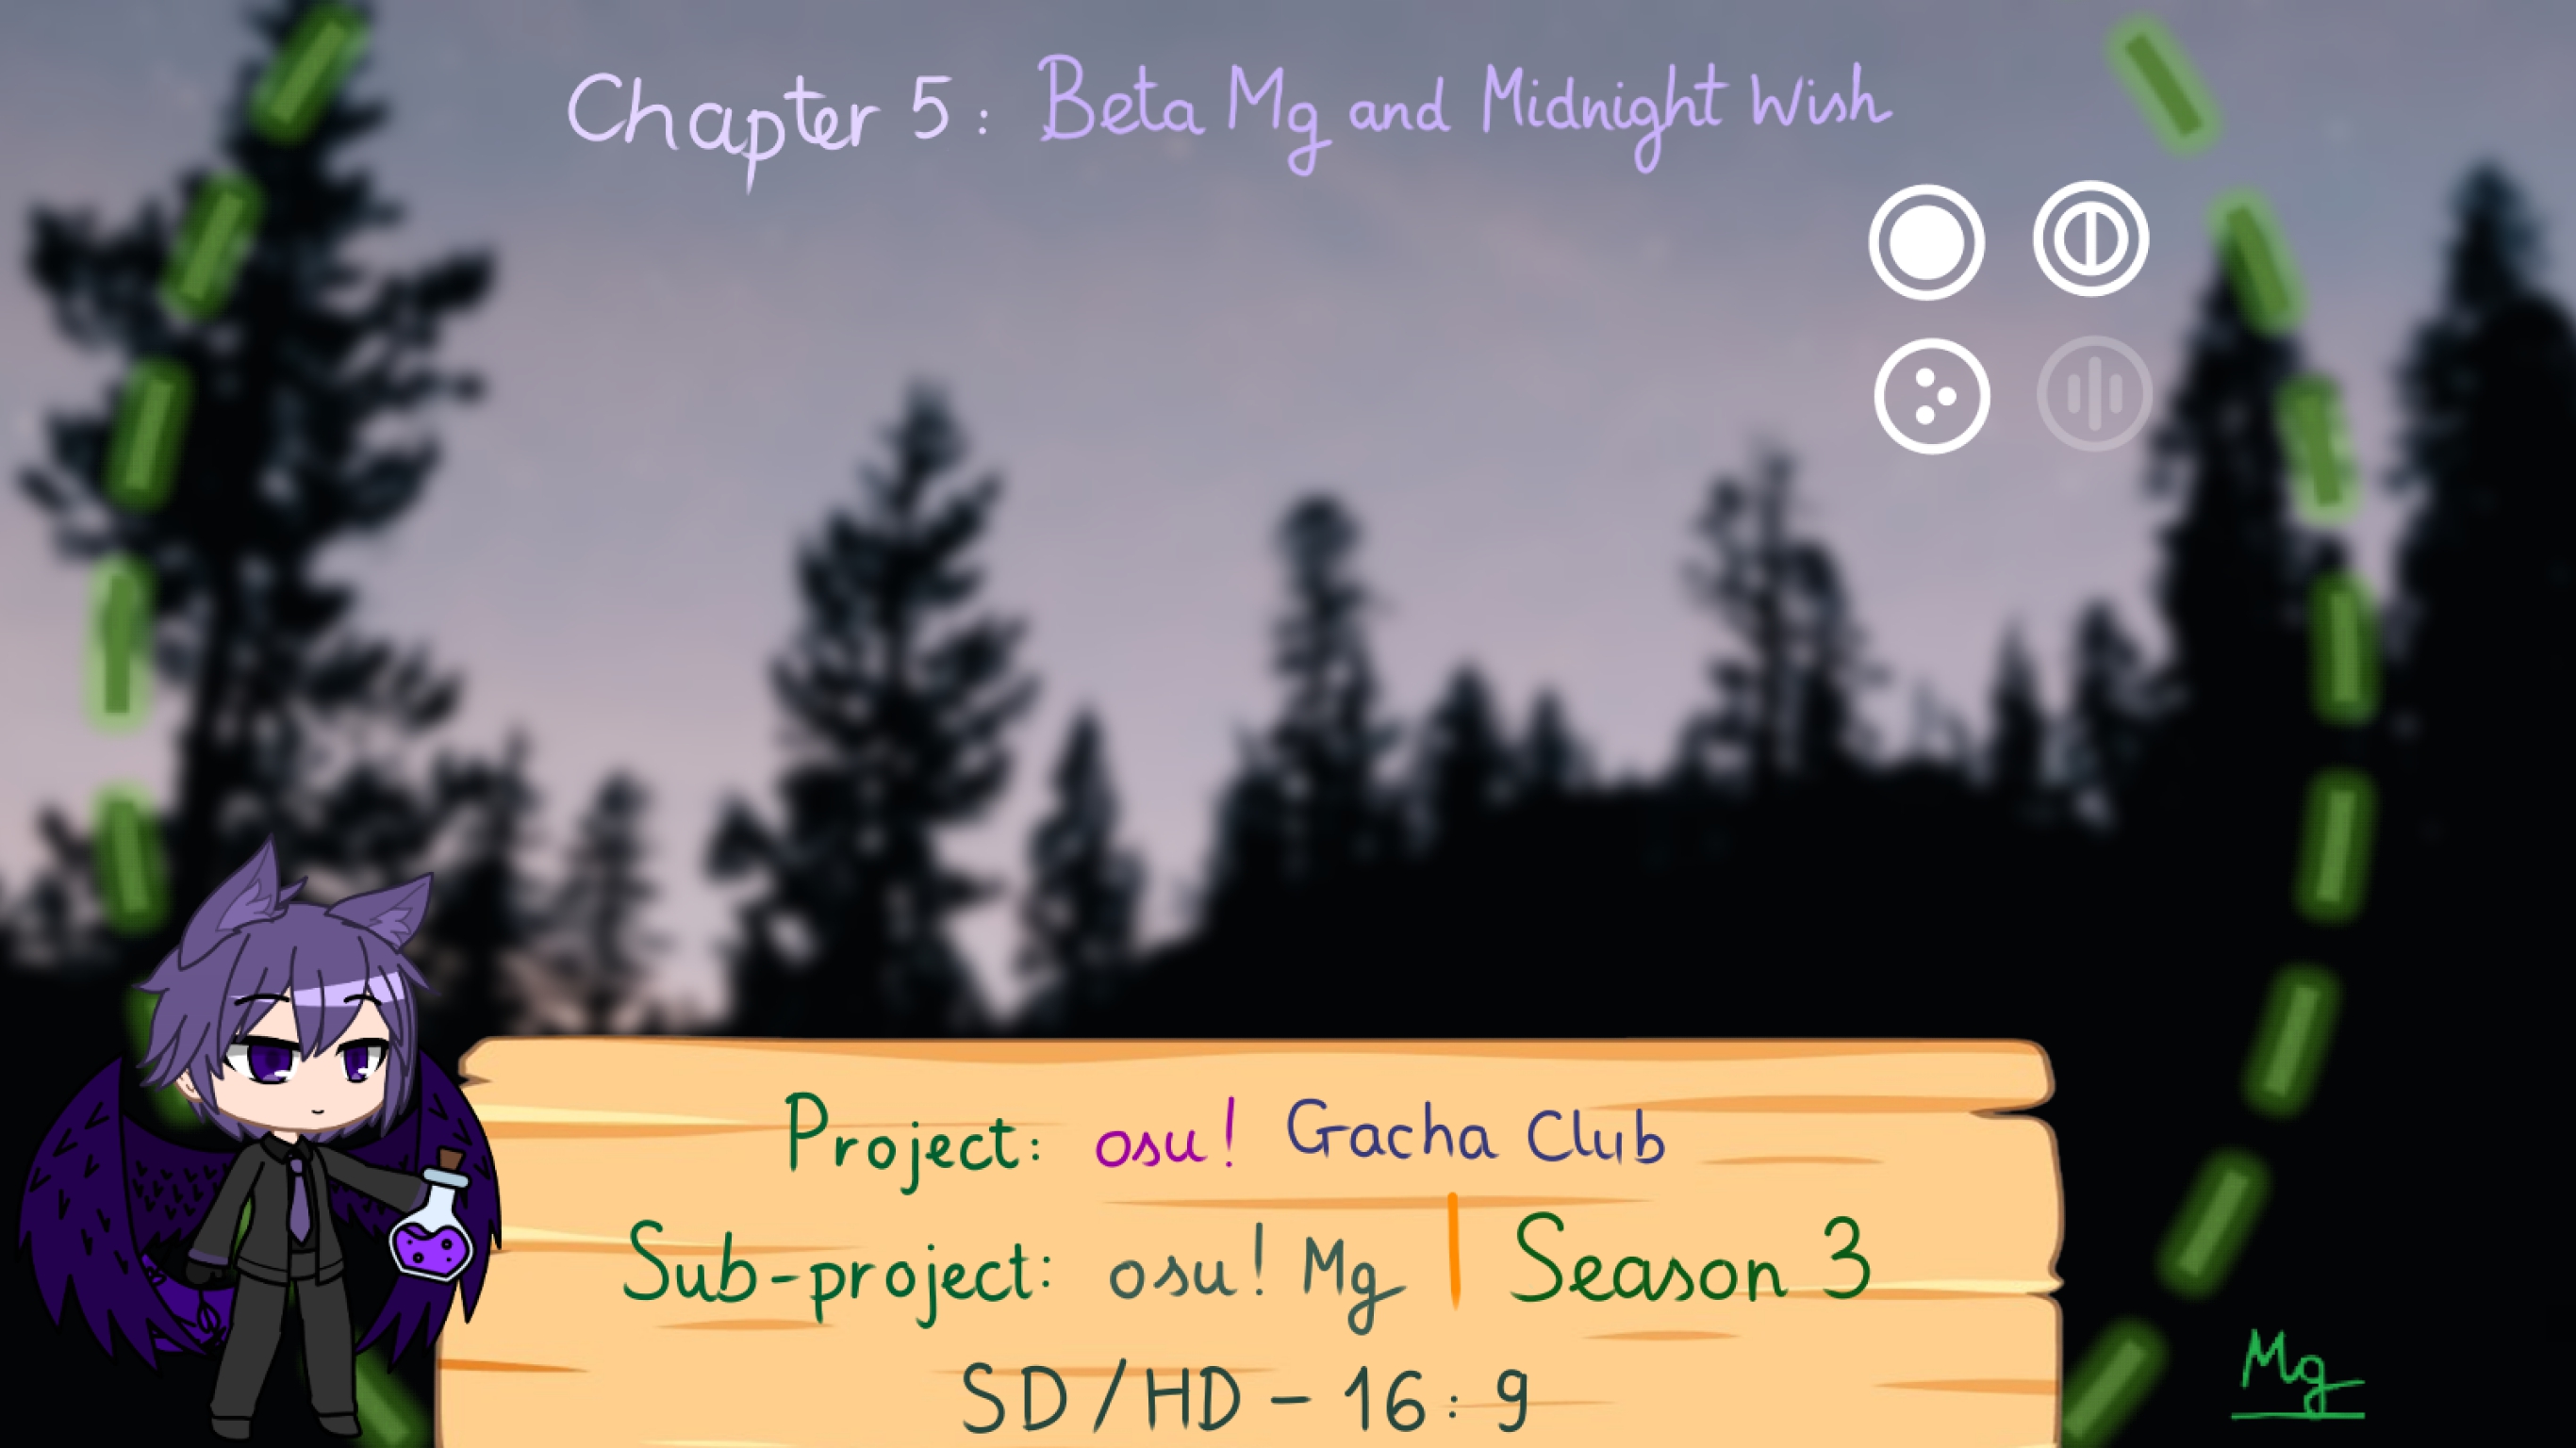 Chapter 5: Beta Mg and Midnight Wish
Project: osu! Gacha Club
Sub-project: osu! Mg | Season 3
SD/HD - 16:9
Mg